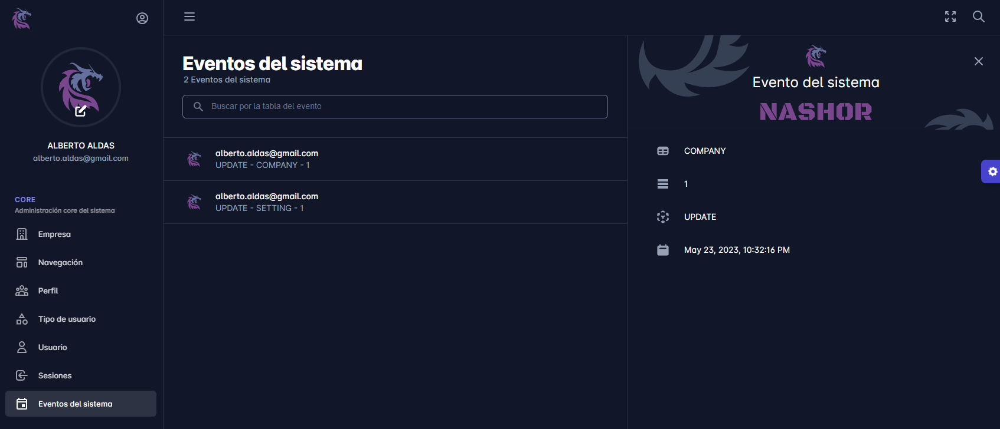 ALBERTO ALDAS
alberto.aldas@gmail.com
CORE
Administración core del sistema
Empresa
Navegación
Perfil
Tipo de usuario
Usuario
Sesiones
Eventos del sistema
Eventos del sistema
2 Eventos del sistema
Buscar por la tabla del evento
alberto.aldas@gmail.com
UPDATE - COMPANY - 1
alberto.aldas@gmail.com
UPDATE - SETTING - 1
Evento del sistema
NASHOR
COMPANY
1
UPDATE
May 23, 2023, 10:32:16 PM